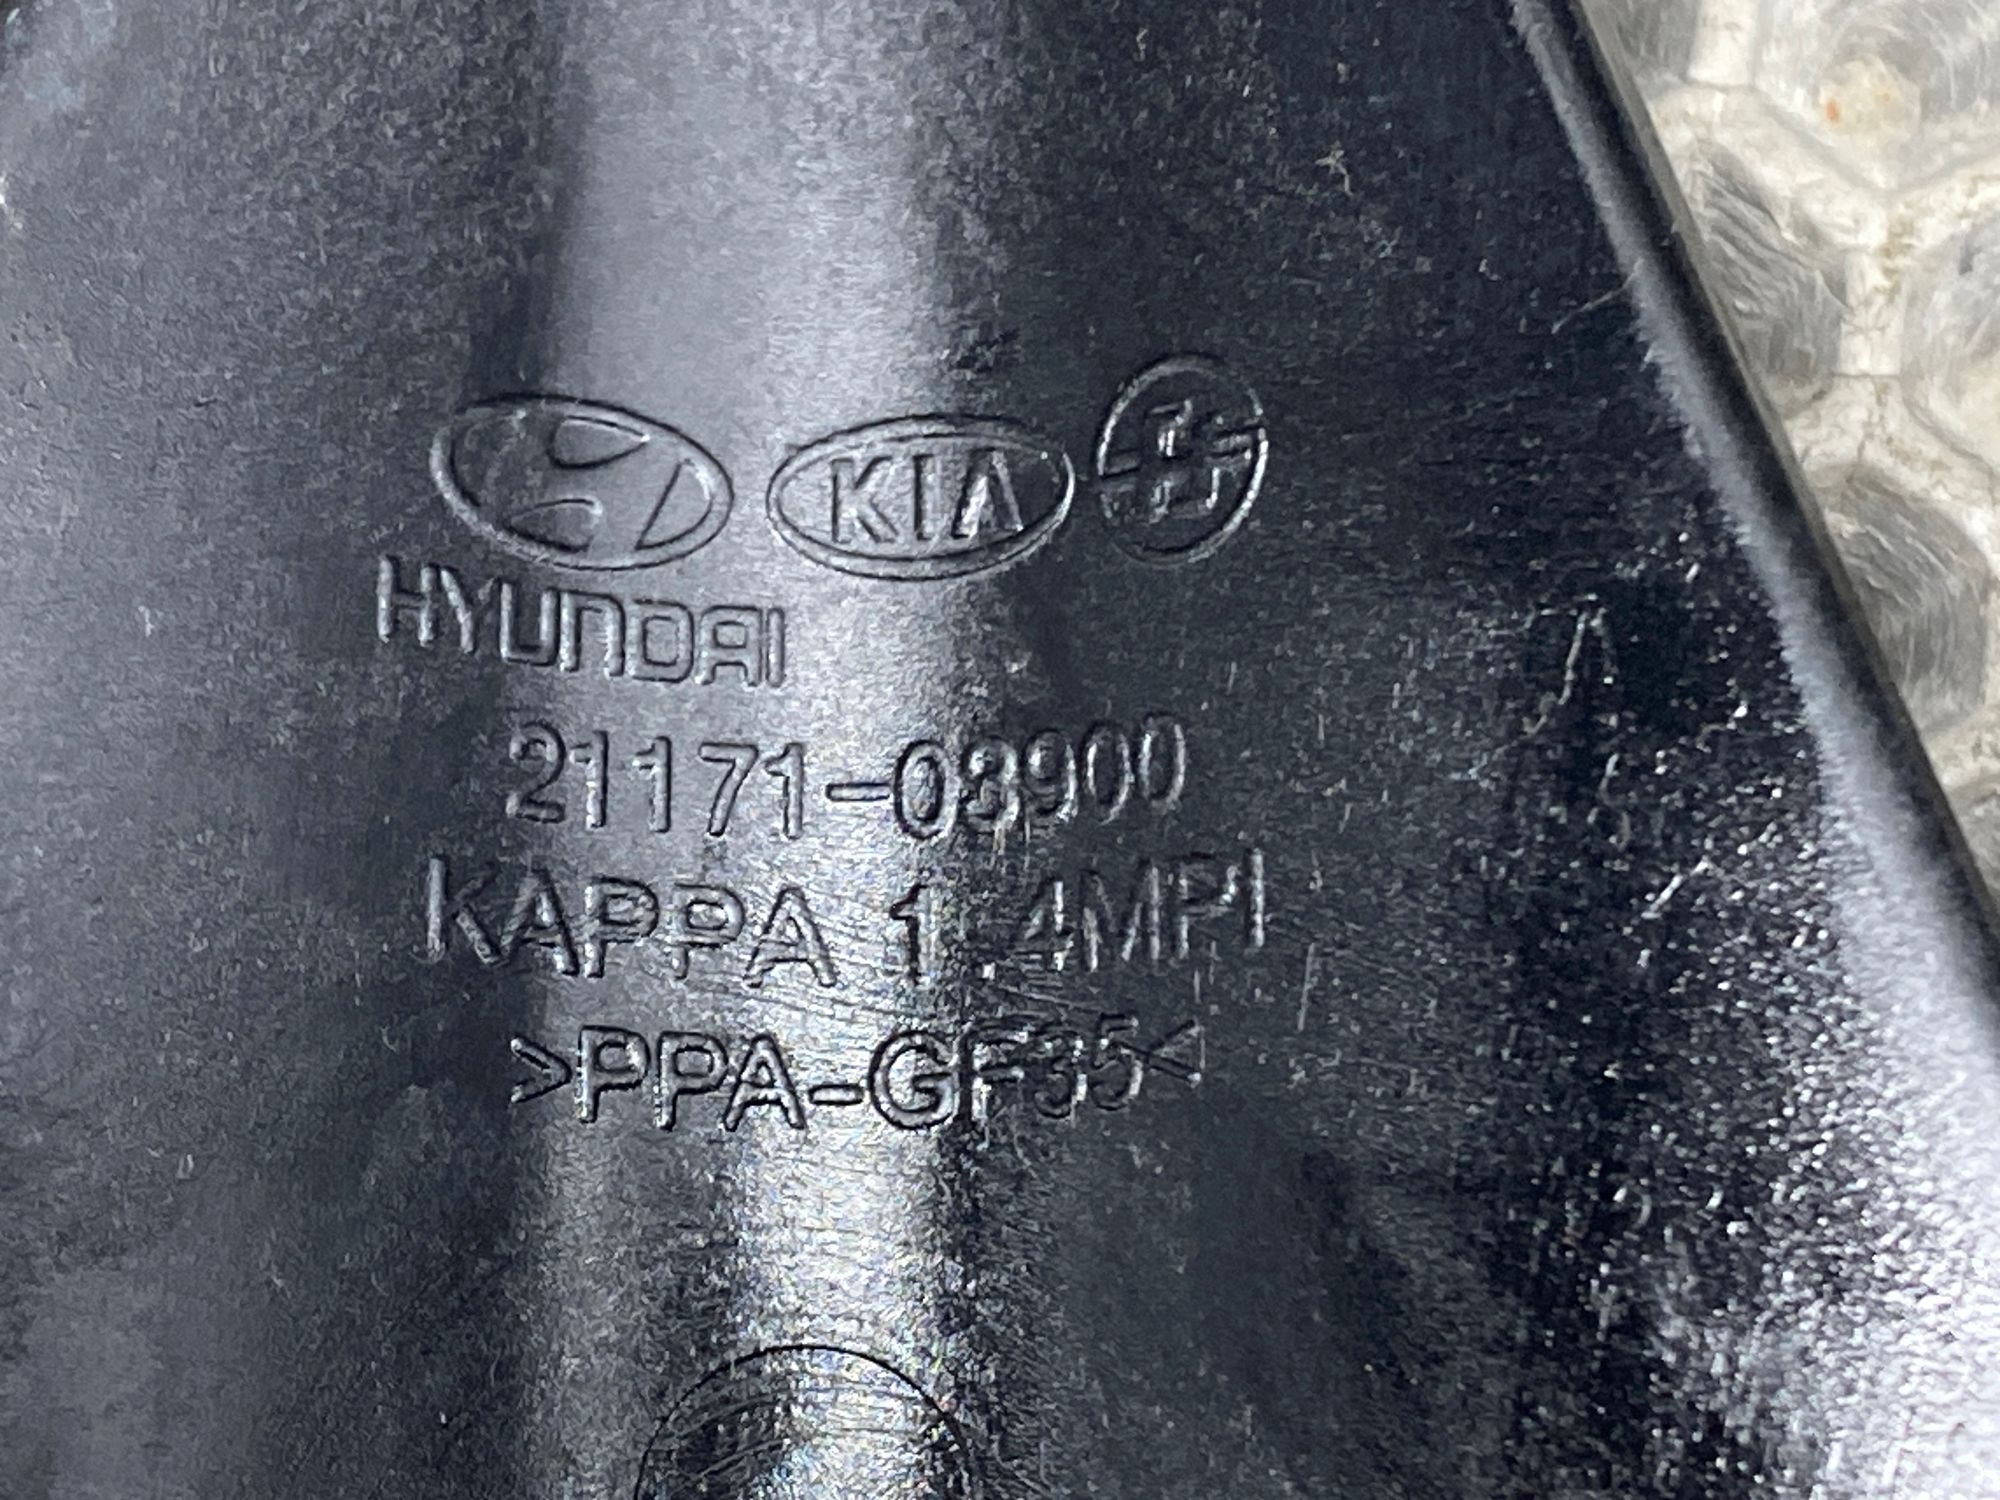 KIA
HYUNDAI
21171-03900
KAPPA 1.4MPI
>PPA-GF35<